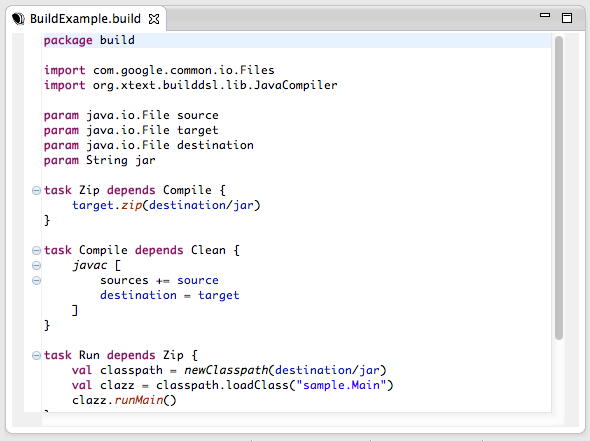 BuildExample.build
package build
import com.google.common.io.Files
import org.xtext.builddsl.lib.JavaCompiler
param java.io.File source
param java.io.File target
param java.io.File destination
param String jar
task Zip depends Compile {
    target.zip(destination/jar)
}
task Compile depends Clean {
    javac [
        sources += source
        destination = target
    ]
}
task Run depends Zip {
    val classpath = newClasspath(destination/jar)
    val clazz = classpath.loadClass("sample.Main")
    clazz.runMain()